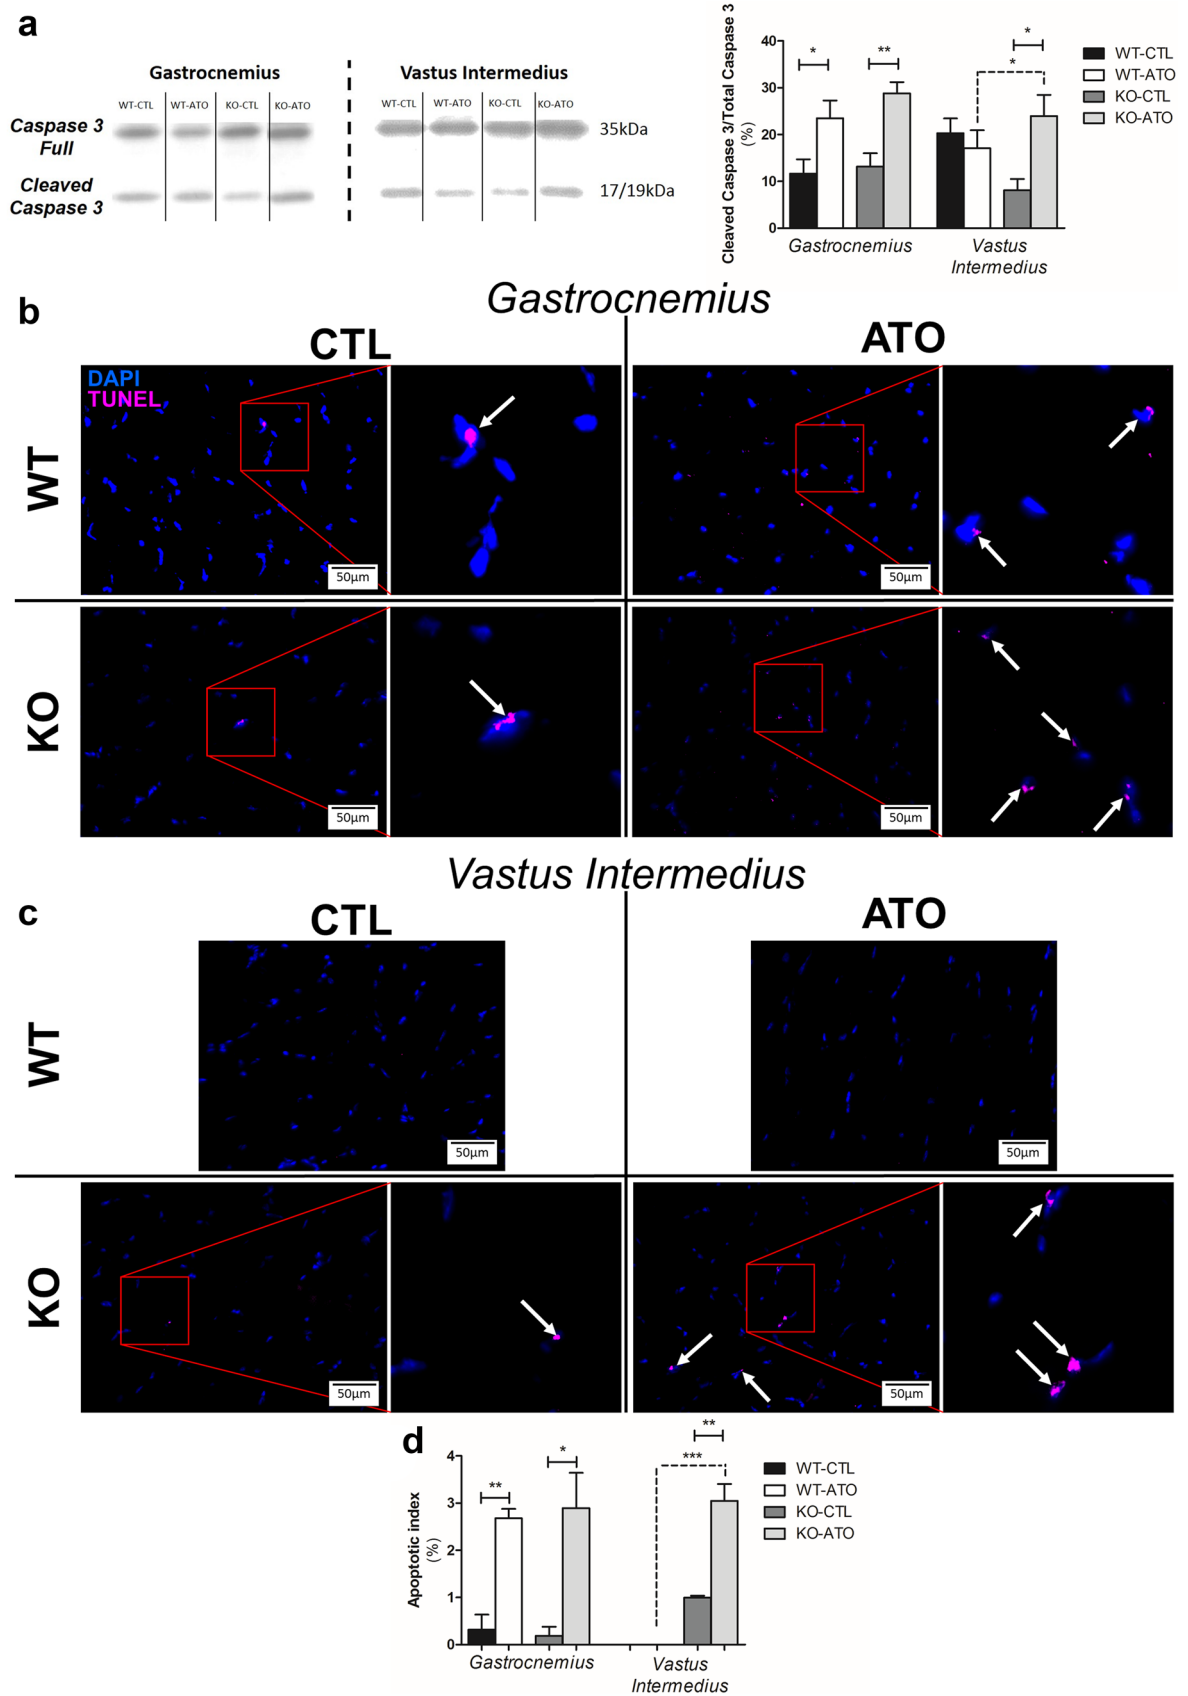 a
Gastrocnemius
Vastus Intermedius
WT-CTL WT-ATO KO-CTL KO-ATO
WT-CTL WT-ATO KO-CTL KO-ATO
Caspase 3
Full
35kDa
Cleaved
Caspase 3
17/19kDa
Cleaved Caspase 3/Total Caspase 3
(%)
40
30
20
10
0
*
**
*
*
Gastrocnemius
Vastus
Intermedius
WT-CTL
WT-ATO
KO-CTL
KO-ATO
b
Gastrocnemius
CTL
ATO
WT
DAPI
TUNEL
50µm
50µm
KO
50µm
50µm
Vastus Intermedius
c
CTL
ATO
WT
50µm
50µm
KO
50µm
50µm
d
Apoptotic index
(%)
4
3
2
1
0
**
*
***
**
Gastrocnemius
Vastus
Intermedius
WT-CTL
WT-ATO
KO-CTL
KO-ATO